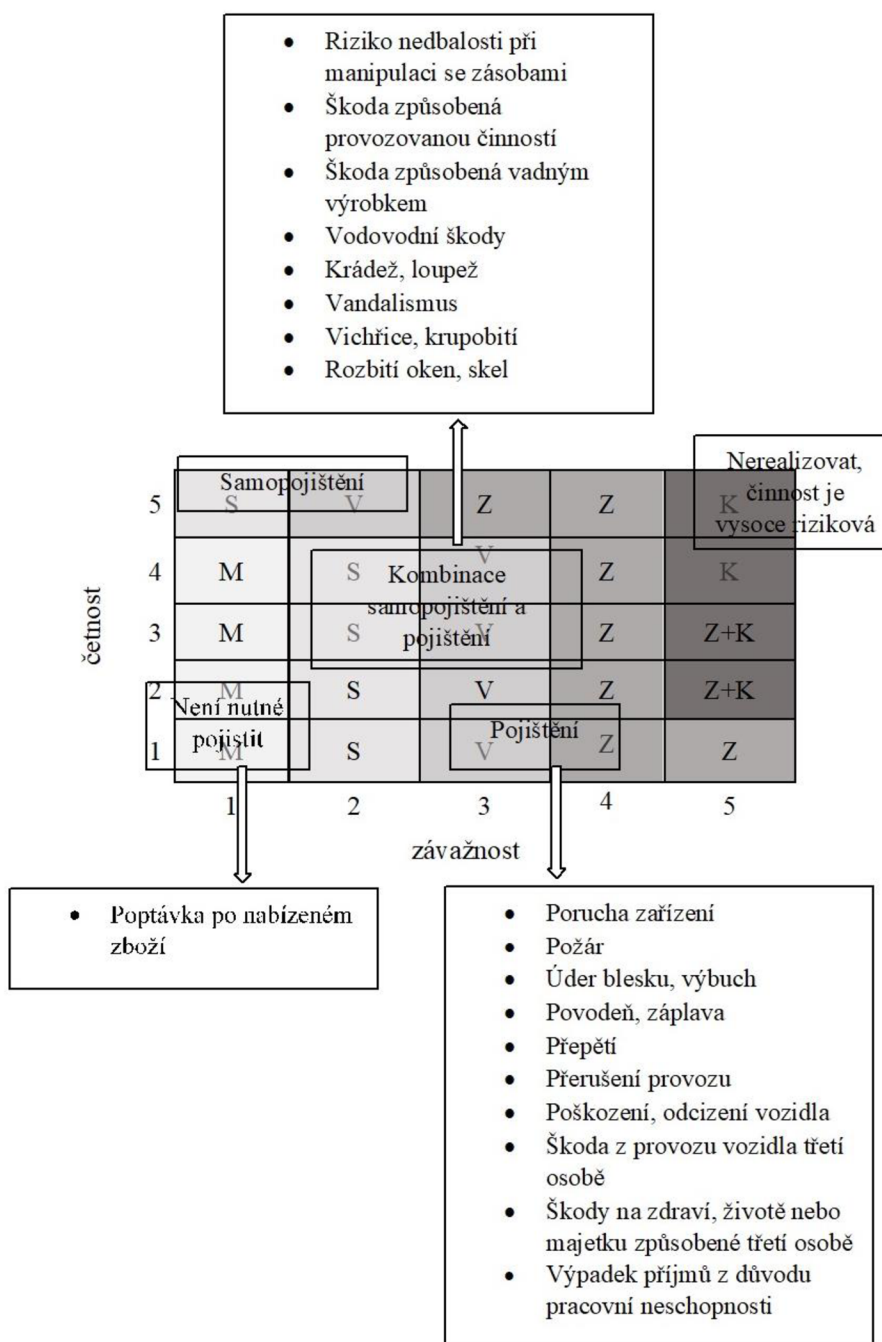 • Riziko nedbalosti při
manipulaci se zásobami
• Škoda způsobená
provozovanou činností
• Škoda způsobená vadným
výrobkem
• Vodovodní škody
• Krádež, loupež
• Vandalismus
• Vichřice, krupobití
• Rozbití oken, skel
Samopojištění
Nerealizovat,
činnost je
vysoce riziková
5 S V Z Z K
4 M S V Z K
Kombinace
samopojištění a
pojištění
3 M S V Z Z+K
četnost
2 M S V Z Z+K
Není nutné
pojistit
Pojištění
1 M S V Z Z
1 2 3 4 5
závažnost
• Poptávka po nabízeném
zboží
• Porucha zařízení
• Požár
• Úder blesku, výbuch
• Povodeň, záplava
• Přepětí
• Přerušení provozu
• Poškození, odcizení vozidla
• Škoda z provozu vozidla třetí
osobě
• Škody na zdraví, životě nebo
majetku způsobené třetí osobě
• Výpadek příjmů z důvodu
pracovní neschopnosti